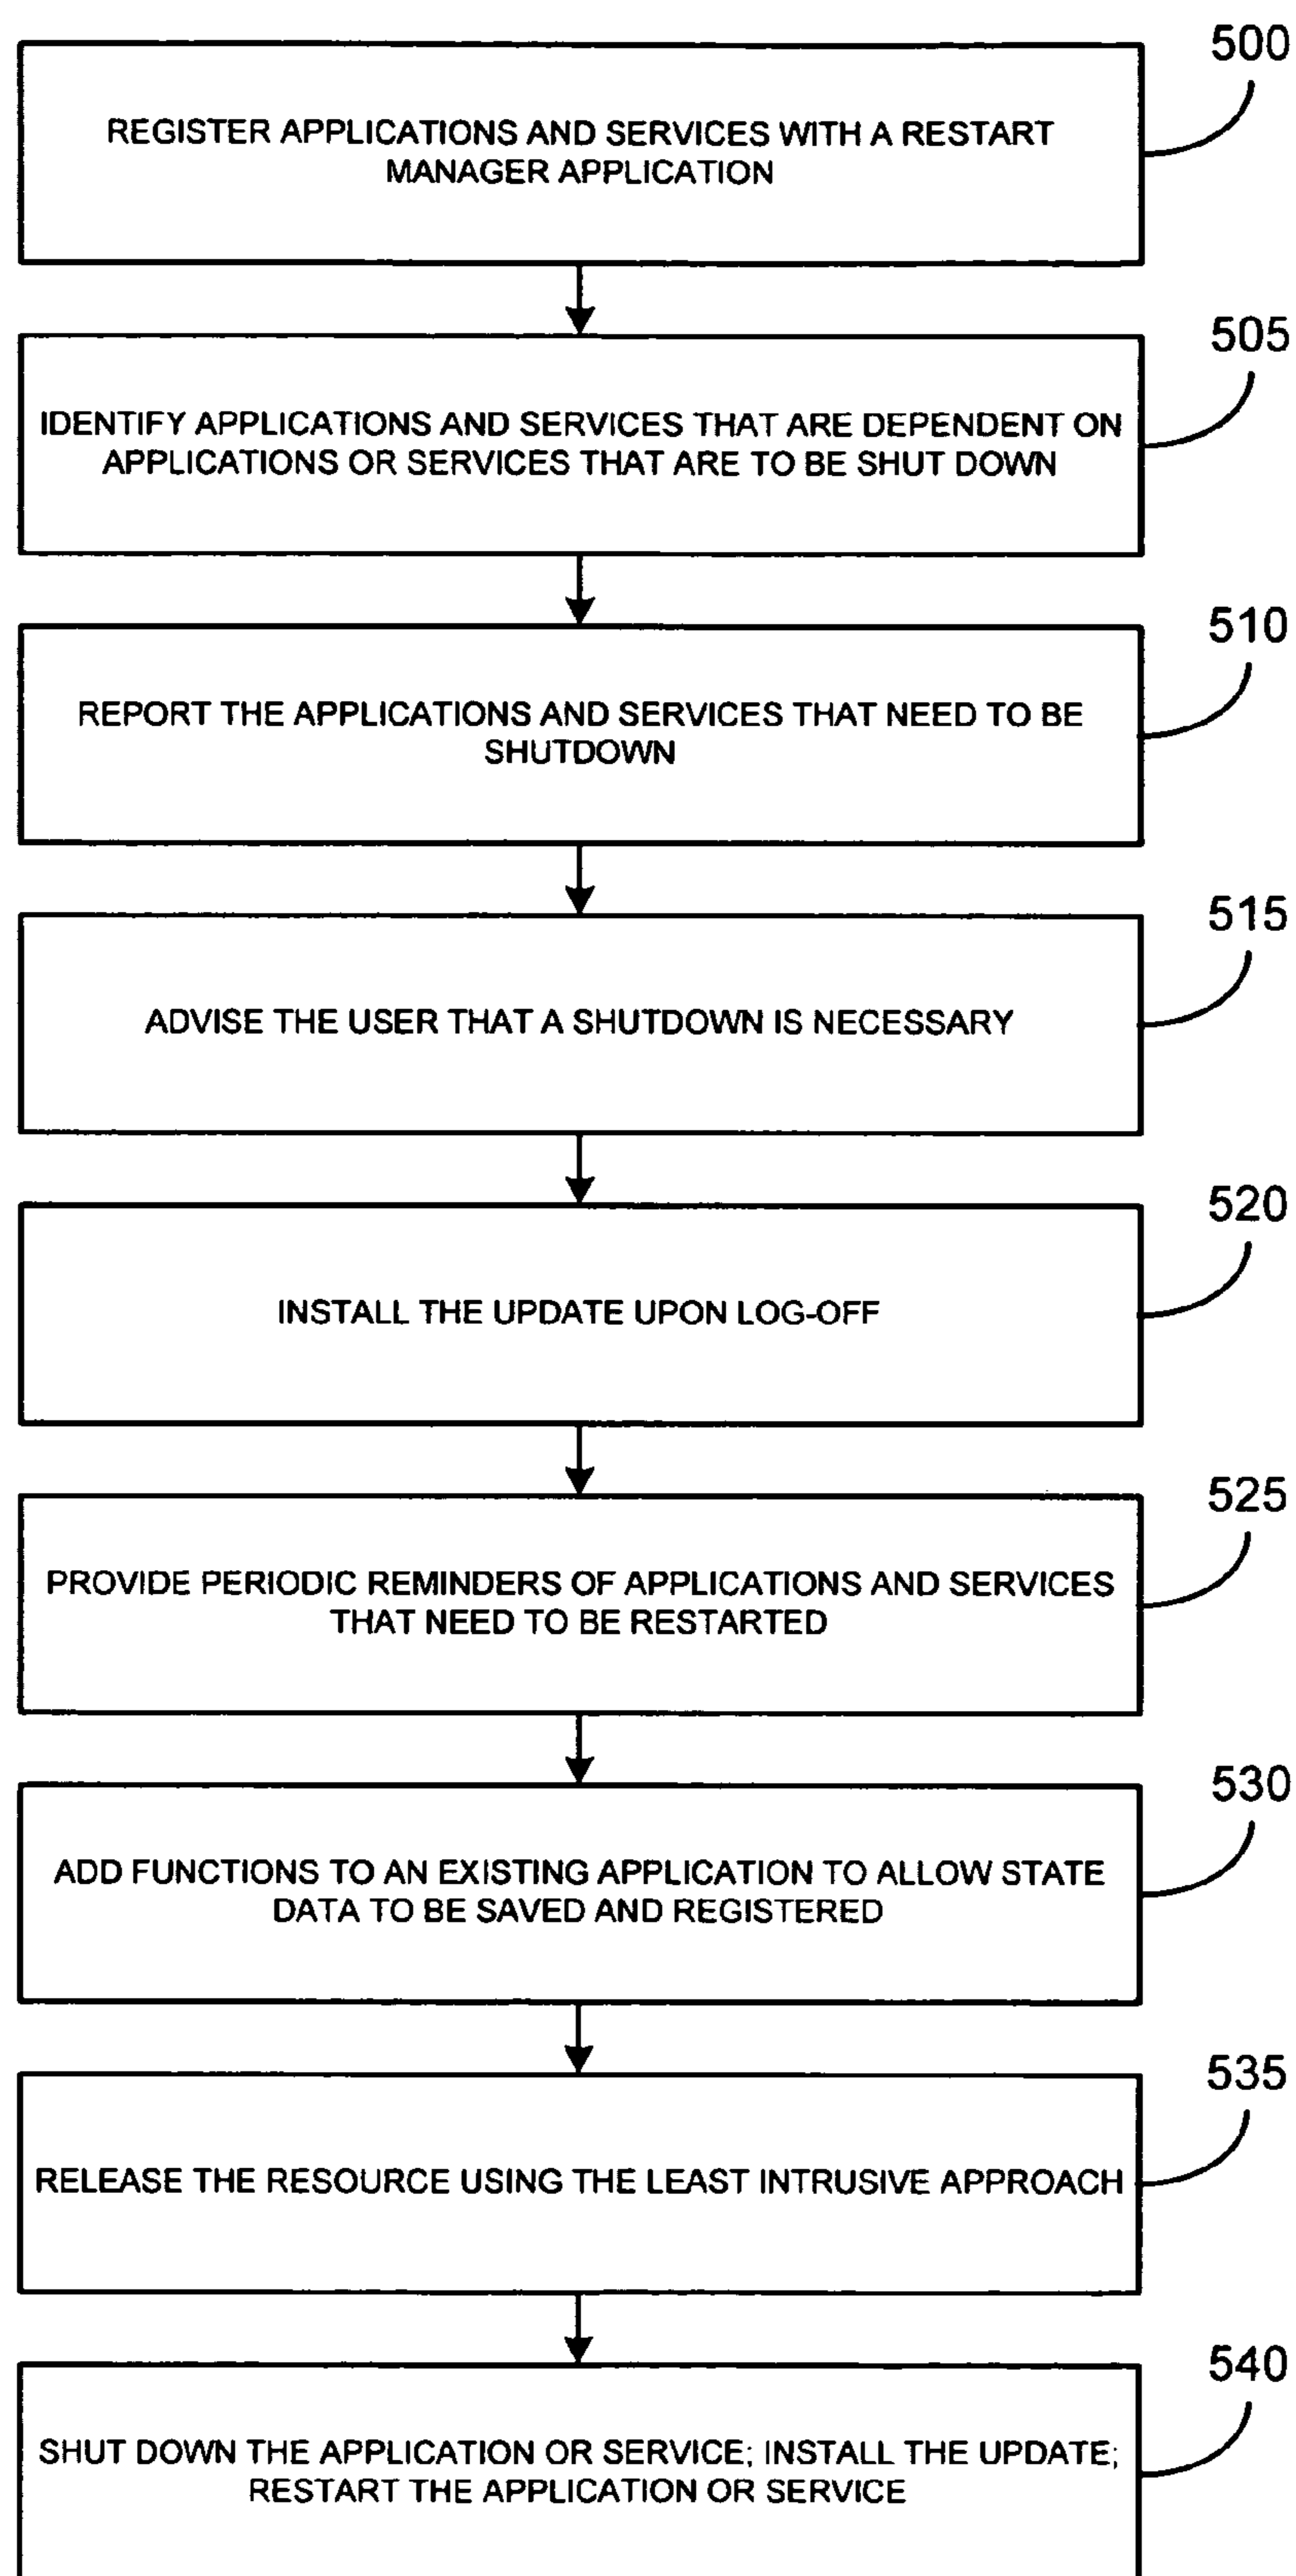 500
REGISTER APPLICATIONS AND SERVICES WITH A RESTART
MANAGER APPLICATION
505
IDENTIFY APPLICATIONS AND SERVICES THAT ARE DEPENDENT ON
APPLICATIONS OR SERVICES THAT ARE TO BE SHUT DOWN
510
REPORT THE APPLICATIONS AND SERVICES THAT NEED TO BE
SHUTDOWN
515
ADVISE THE USER THAT A SHUTDOWN IS NECESSARY
520
INSTALL THE UPDATE UPON LOG-OFF
525
PROVIDE PERIODIC REMINDERS OF APPLICATIONS AND SERVICES
THAT NEED TO BE RESTARTED
530
ADD FUNCTIONS TO AN EXISTING APPLICATION TO ALLOW STATE
DATA TO BE SAVED AND REGISTERED
535
RELEASE THE RESOURCE USING THE LEAST INTRUSIVE APPROACH
540
SHUT DOWN THE APPLICATION OR SERVICE; INSTALL THE UPDATE;
RESTART THE APPLICATION OR SERVICE